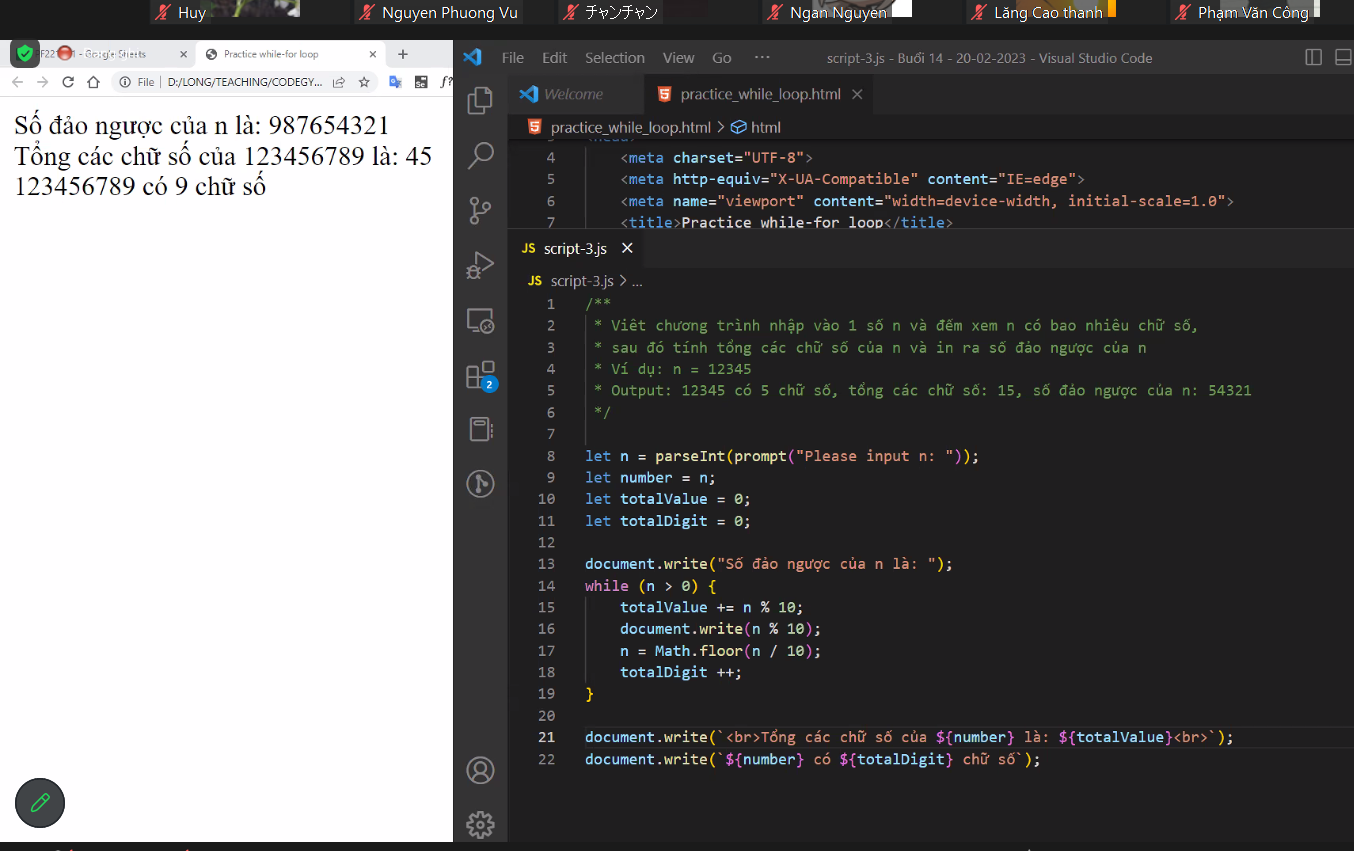 Huy
Nguyen Phuong Vu
チャンチャン
Ngan Nguyen
Lăng Cao thanh
Phạm Văn Công
Practice while-for loop
File D:/LONG/TEACHING/CODEGY...
Số đảo ngược của n là: 987654321
Tổng các chữ số của 123456789 là: 45
123456789 có 9 chữ số
File Edit Selection View Go ··· script-3.js - Buổi 14 - 20-02-2023 - Visual Studio Code
Welcome practice_while_loop.html
practice_while_loop.html > html
4 <meta charset="UTF-8">
5 <meta http-equiv="X-UA-Compatible" content="IE=edge">
6 <meta name="viewport" content="width=device-width, initial-scale=1.0">
7 <title>Practice while-for loop</title>
JS script-3.js
JS script-3.js > ...
1 /**
2 * Viêt chương trình nhập vào 1 số n và đếm xem n có bao nhiêu chữ số,
3 * sau đó tính tổng các chữ số của n và in ra số đảo ngược của n
4 * Ví dụ: n = 12345
5 * Output: 12345 có 5 chữ số, tổng các chữ số: 15, số đảo ngược của n: 54321
6 */
7
8 let n = parseInt(prompt("Please input n: "));
9 let number = n;
10 let totalValue = 0;
11 let totalDigit = 0;
12
13 document.write("Số đảo ngược của n là: ");
14 while (n > 0) {
15 totalValue += n % 10;
16 document.write(n % 10);
17 n = Math.floor(n / 10);
18 totalDigit ++;
19 }
20
21 document.write(`<br>Tổng các chữ số của ${number} là: ${totalValue}<br>`);
22 document.write(`${number} có ${totalDigit} chữ số`);
2